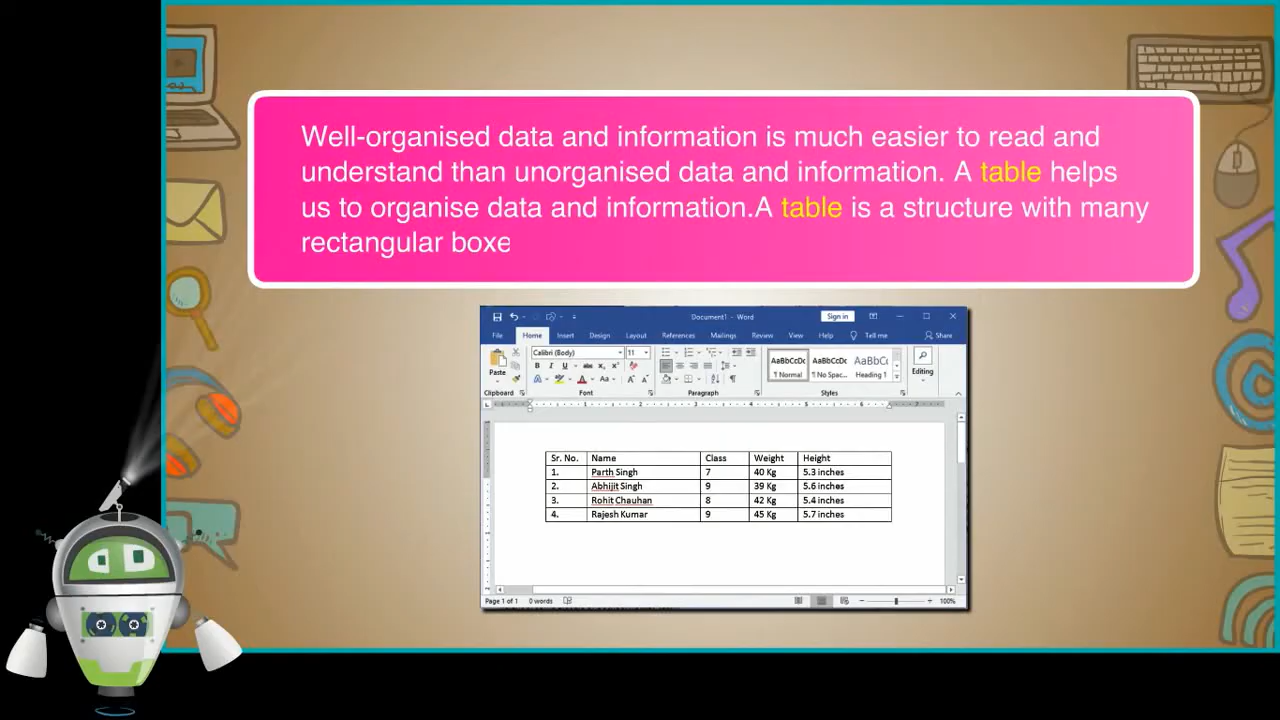 Well-organised data and information is much easier to read and
understand than unorganised data and information. A table helps
us to organise data and information.A table is a structure with many
rectangular boxe
Document1 - Word
Sign in
File Home Insert Design Layout References Mailings Review View Help Tell me Share
Calibri (Body) 11
AaBbCcDc AaBbCcDc AaBbCc
Paste
B I U abc x₂ x²
¶ Normal ¶ No Spac... Heading 1
Editing
Clipboard Font Paragraph Styles
Sr. No. Name Class Weight Height
1. Parth Singh 7 40 Kg 5.3 inches
2. Abhijit Singh 9 39 Kg 5.6 inches
3. Rohit Chauhan 8 42 Kg 5.4 inches
4. Rajesh Kumar 9 45 Kg 5.7 inches
Page 1 of 1 0 words 100%